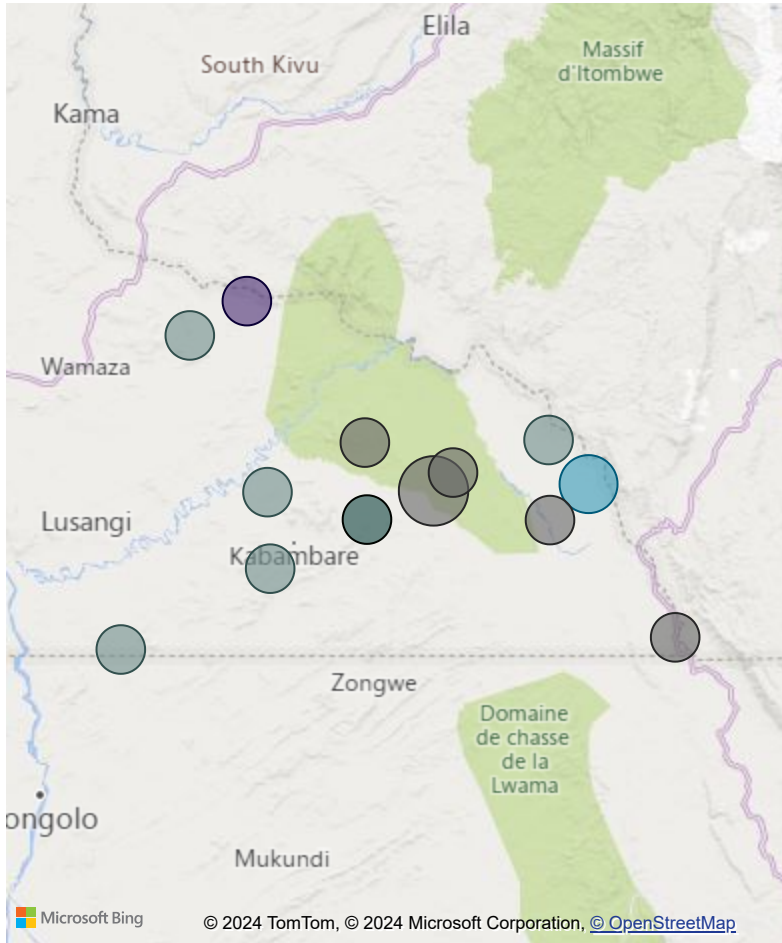 Elila
Massif
d'Itombwe
South Kivu
Kama
Wamaza
Lusangi
Kabambare
Zongwe
Domaine
de chasse
de la
Lwama
ongolo
Mukundi
Microsoft Bing
© 2024 TomTom, © 2024 Microsoft Corporation, © OpenStreetMap